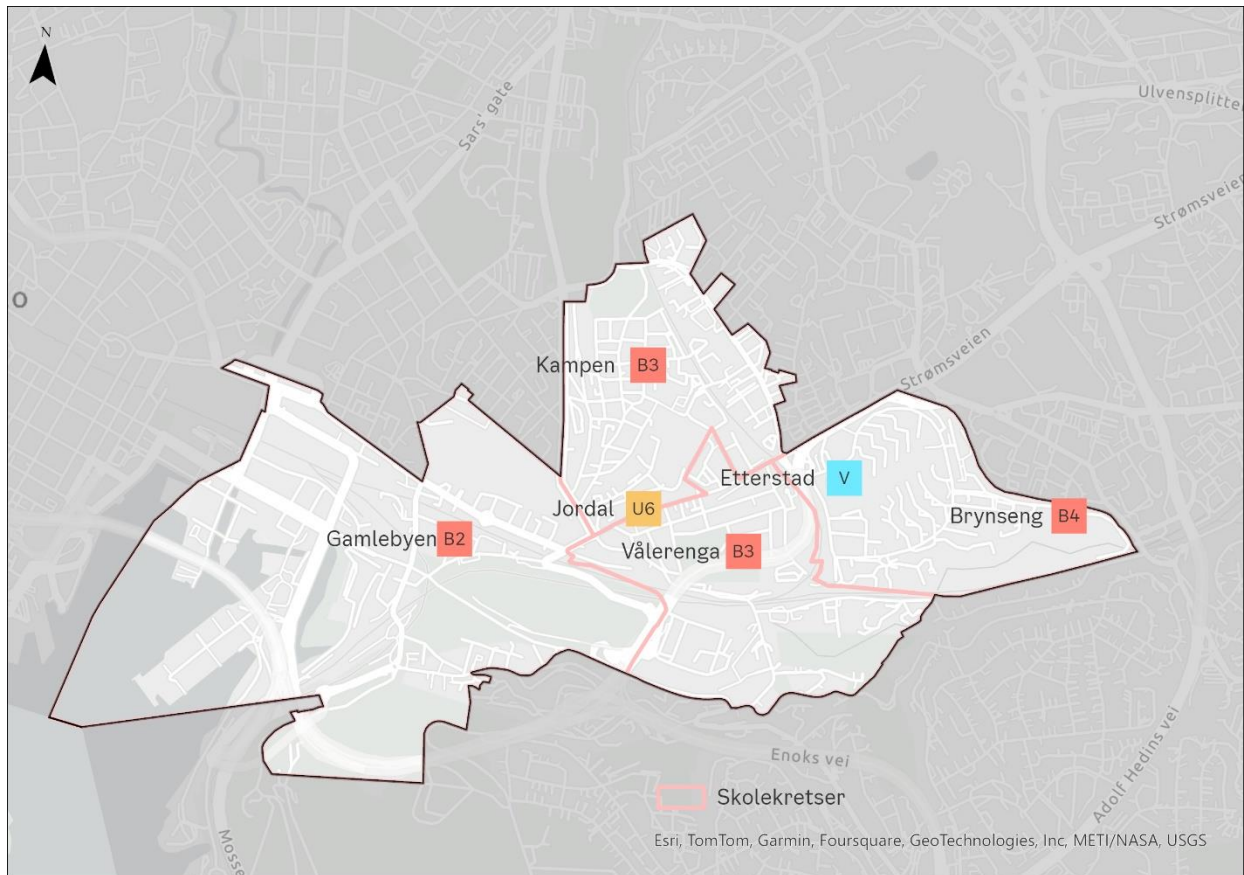 N
Sars' gate
Ulvensplitter
Strømsveien
O
Strømsveien
Kampen B3
Etterstad V
Jordal U6
Brynseng B4
Gamlebyen B2
Vålerenga B3
Enoks vei
Adolf Hedins vei
Mosse
Skolekretser
Esri, TomTom, Garmin, Foursquare, GeoTechnologies, Inc, METI/NASA, USGS